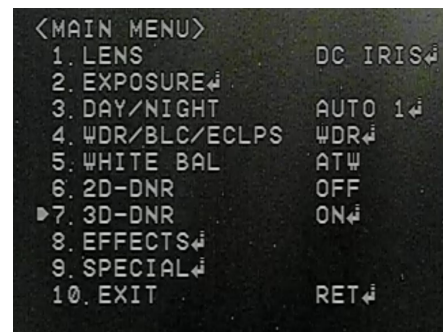 <MAIN MENU>
1. LENS DC IRIS↲
2. EXPOSURE↲
3. DAY/NIGHT AUTO 1↲
4. WDR/BLC/ECLPS WDR↲
5. WHITE BAL ATW
6. 2D-DNR OFF
▶7. 3D-DNR ON↲
8. EFFECTS↲
9. SPECIAL↲
10. EXIT RET↲